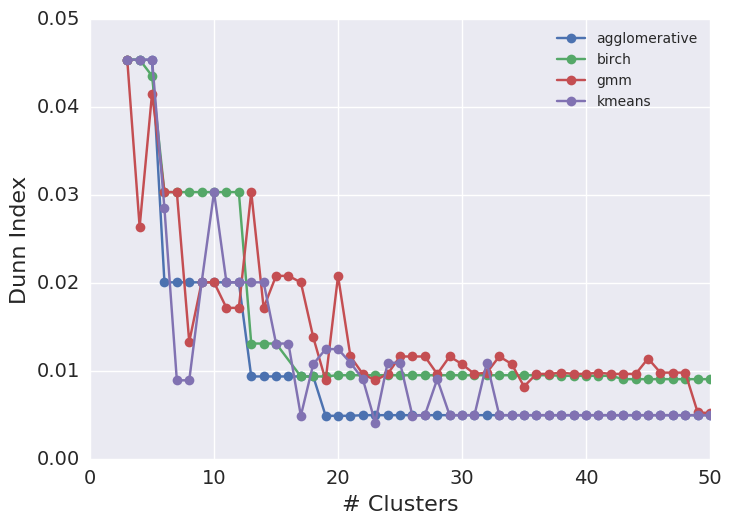 0.05
0.04
0.03
0.02
0.01
0.00
Dunn Index
agglomerative
birch
gmm
kmeans
0 10 20 30 40 50
# Clusters